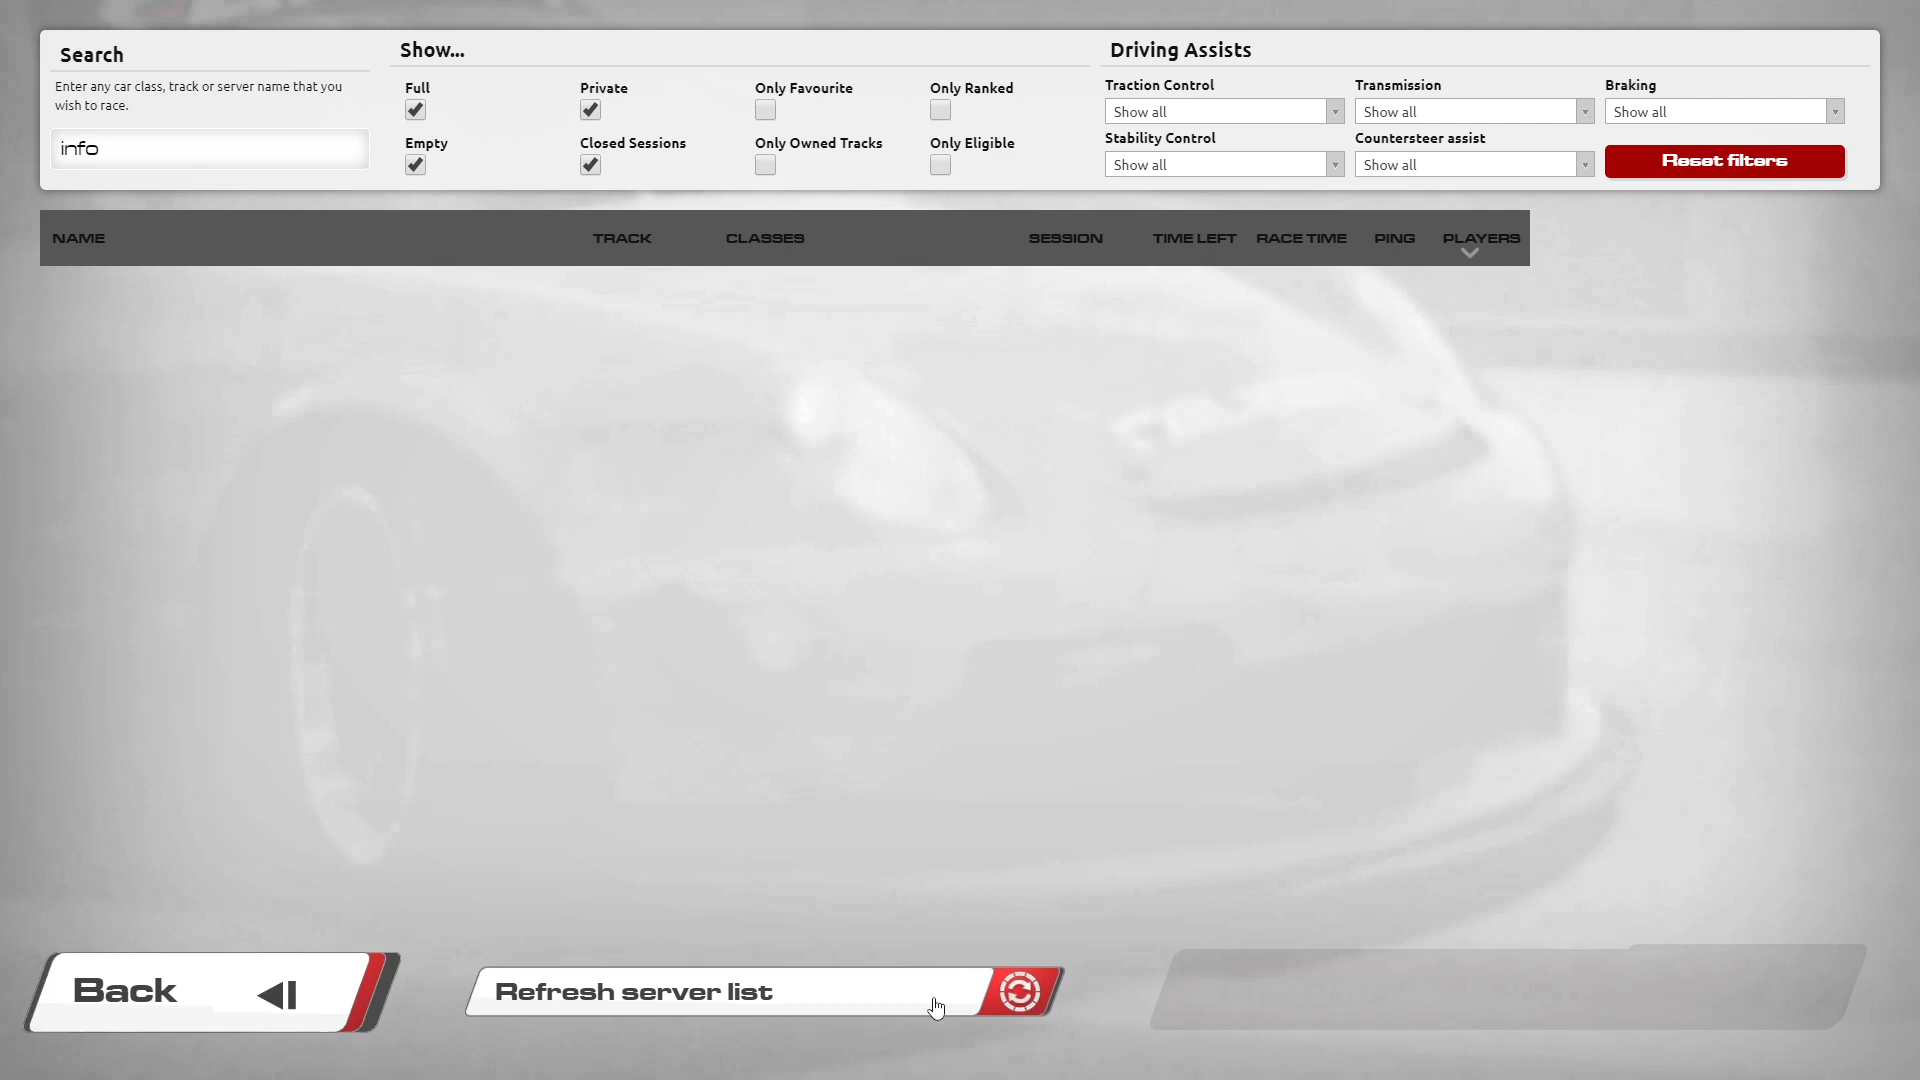 Search
Enter any car class, track or server name that you
wish to race.
info
Show...
Full
Private
Only Favourite
Only Ranked
Empty
Closed Sessions
Only Owned Tracks
Only Eligible
Driving Assists
Traction Control
Transmission
Braking
Show all
Show all
Show all
Stability Control
Countersteer assist
Show all
Show all
Reset filters
NAME TRACK CLASSES SESSION TIME LEFT RACE TIME PING PLAYERS
Back
Refresh server list